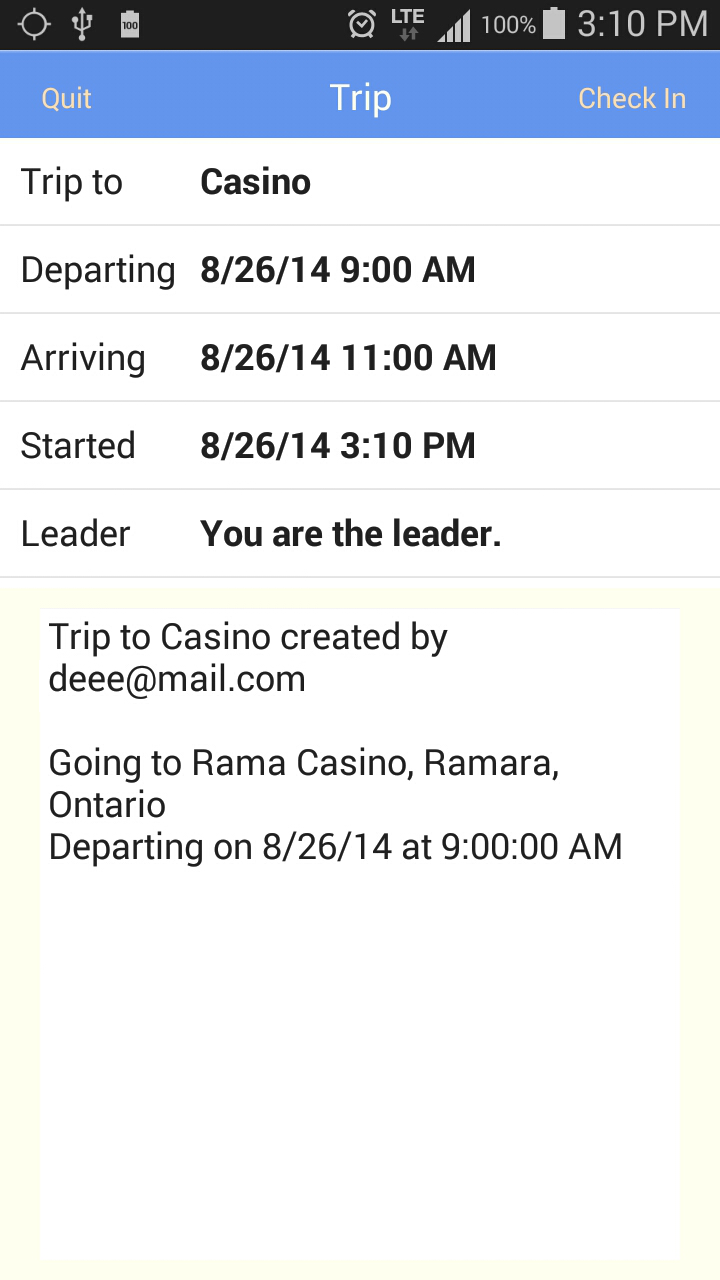 100 LTE 100% 3:10 PM
Quit Trip Check In
Trip to Casino
Departing 8/26/14 9:00 AM
Arriving 8/26/14 11:00 AM
Started 8/26/14 3:10 PM
Leader You are the leader.
Trip to Casino created by
deee@mail.com
Going to Rama Casino, Ramara,
Ontario
Departing on 8/26/14 at 9:00:00 AM